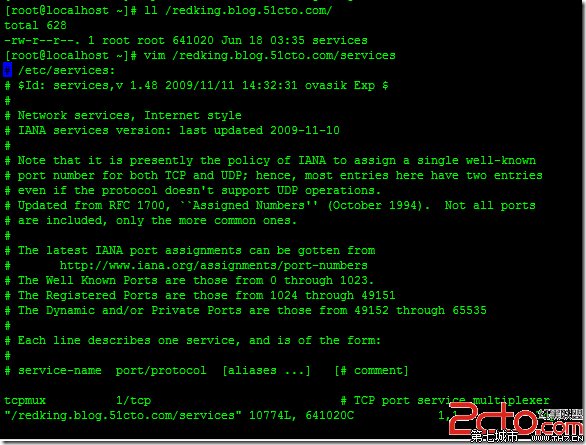 [root@localhost ~]# ll /redking.blog.51cto.com/
total 628
-rw-r--r--. 1 root root 641020 Jun 18 03:35 services
[root@localhost ~]# vim /redking.blog.51cto.com/services
# /etc/services:
# $Id: services,v 1.48 2009/11/11 14:32:31 ovasik Exp $
#
# Network services, Internet style
# IANA services version: last updated 2009-11-10
#
# Note that it is presently the policy of IANA to assign a single well-known
# port number for both TCP and UDP; hence, most entries here have two entries
# even if the protocol doesn't support UDP operations.
# Updated from RFC 1700, ``Assigned Numbers'' (October 1994).  Not all ports
# are included, only the more common ones.
#
# The latest IANA port assignments can be gotten from
#       http://www.iana.org/assignments/port-numbers
# The Well Known Ports are those from 0 through 1023.
# The Registered Ports are those from 1024 through 49151
# The Dynamic and/or Private Ports are those from 49152 through 65535
#
# Each line describes one service, and is of the form:
#
# service-name  port/protocol  [aliases ...]   [# comment]
tcpmux          1/tcp                           # TCP port service multiplexer
"/redking.blog.51cto.com/services" 10774L, 641020C            1,1
2cto.com
第七城市